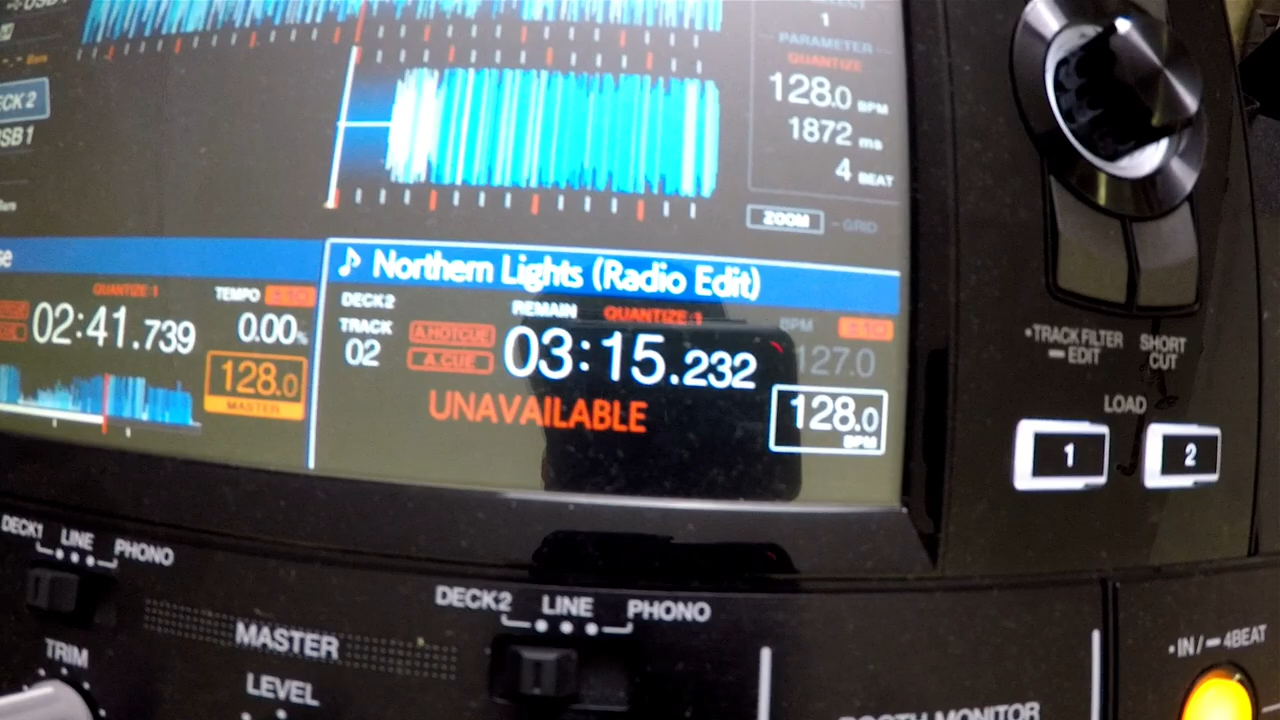 1
PARAMETER
QUANTIZE
128.0 BPM
1872 ms
4 BEAT
ZOOM - GRID
DECK 2
♪ Northern Lights (Radio Edit)
QUANTIZE:1
TEMPO
02:41.739
0.00%
128.0
MASTER
DECK2
REMAIN
QUANTIZE:1
BPM
TRACK
02
A.HOTCUE
A.CUE
03:15.232
127.0
UNAVAILABLE
128.0
BPM
• TRACK FILTER
EDIT
SHORT
CUT
LOAD
1
2
DECK1 LINE PHONO
DECK2 LINE PHONO
MASTER
TRIM
LEVEL
BOOTH MONITOR
• IN / 4BEAT